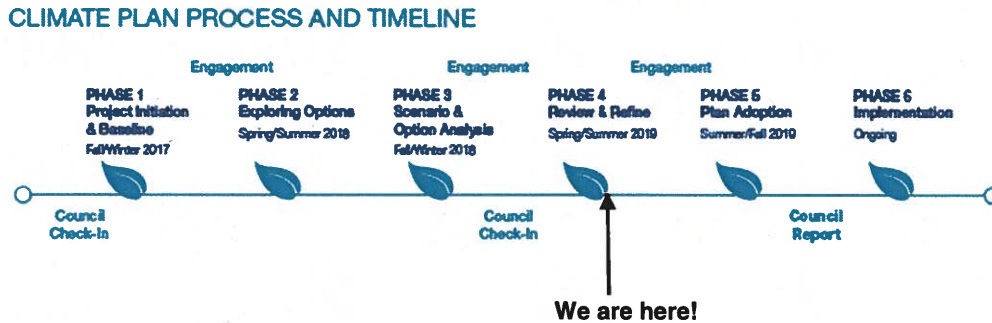 CLIMATE PLAN PROCESS AND TIMELINE
Engagement
Engagement
Engagement
PHASE 1
Project Initiation
& Baseline
Fall/Winter 2017
PHASE 2
Exploring Options
Spring/Summer 2018
PHASE 3
Scenario &
Option Analysis
Fall/Winter 2018
PHASE 4
Review & Refine
Spring/Summer 2019
PHASE 5
Plan Adoption
Summer/Fall 2019
PHASE 6
Implementation
Ongoing
Council
Check-In
Council
Check-In
Council
Report
We are here!